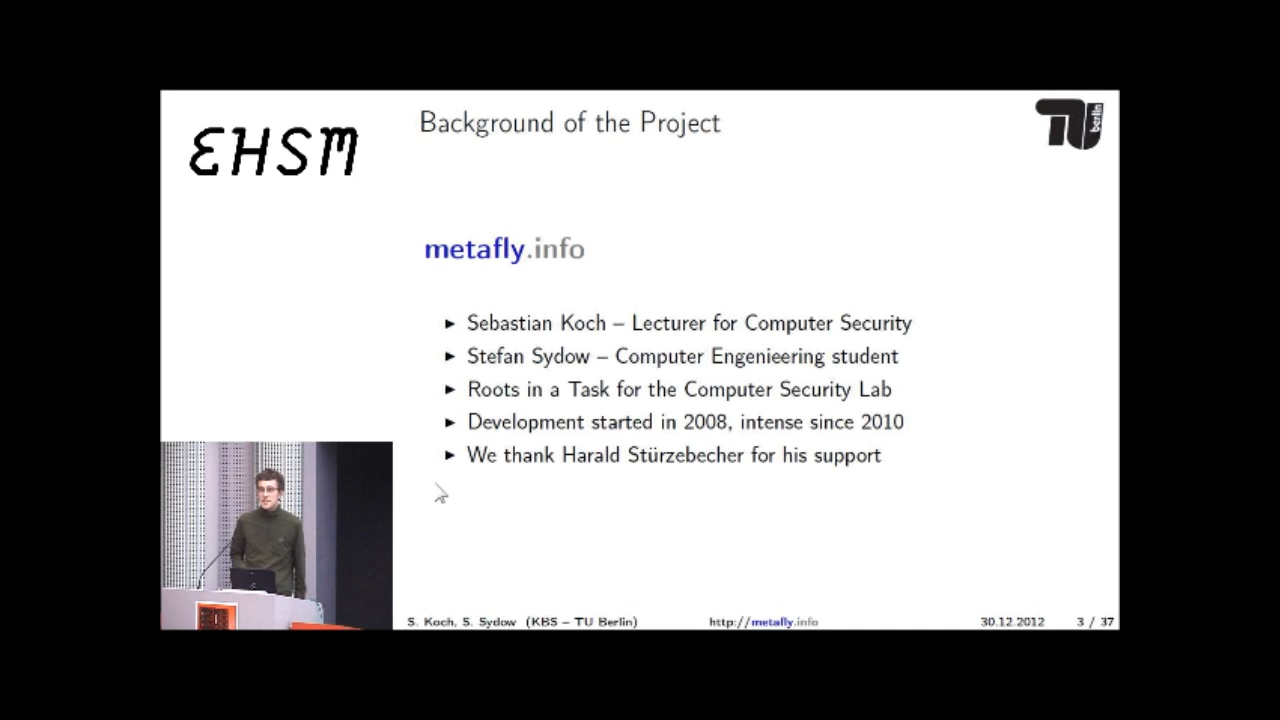 EHSM
Background of the Project
TU berlin
metafly.info
▶ Sebastian Koch – Lecturer for Computer Security
▶ Stefan Sydow – Computer Engenieering student
▶ Roots in a Task for the Computer Security Lab
▶ Development started in 2008, intense since 2010
▶ We thank Harald Stürzebecher for his support
S. Koch, S. Sydow (KBS – TU Berlin) http://metafly.info 30.12.2012 3 / 37